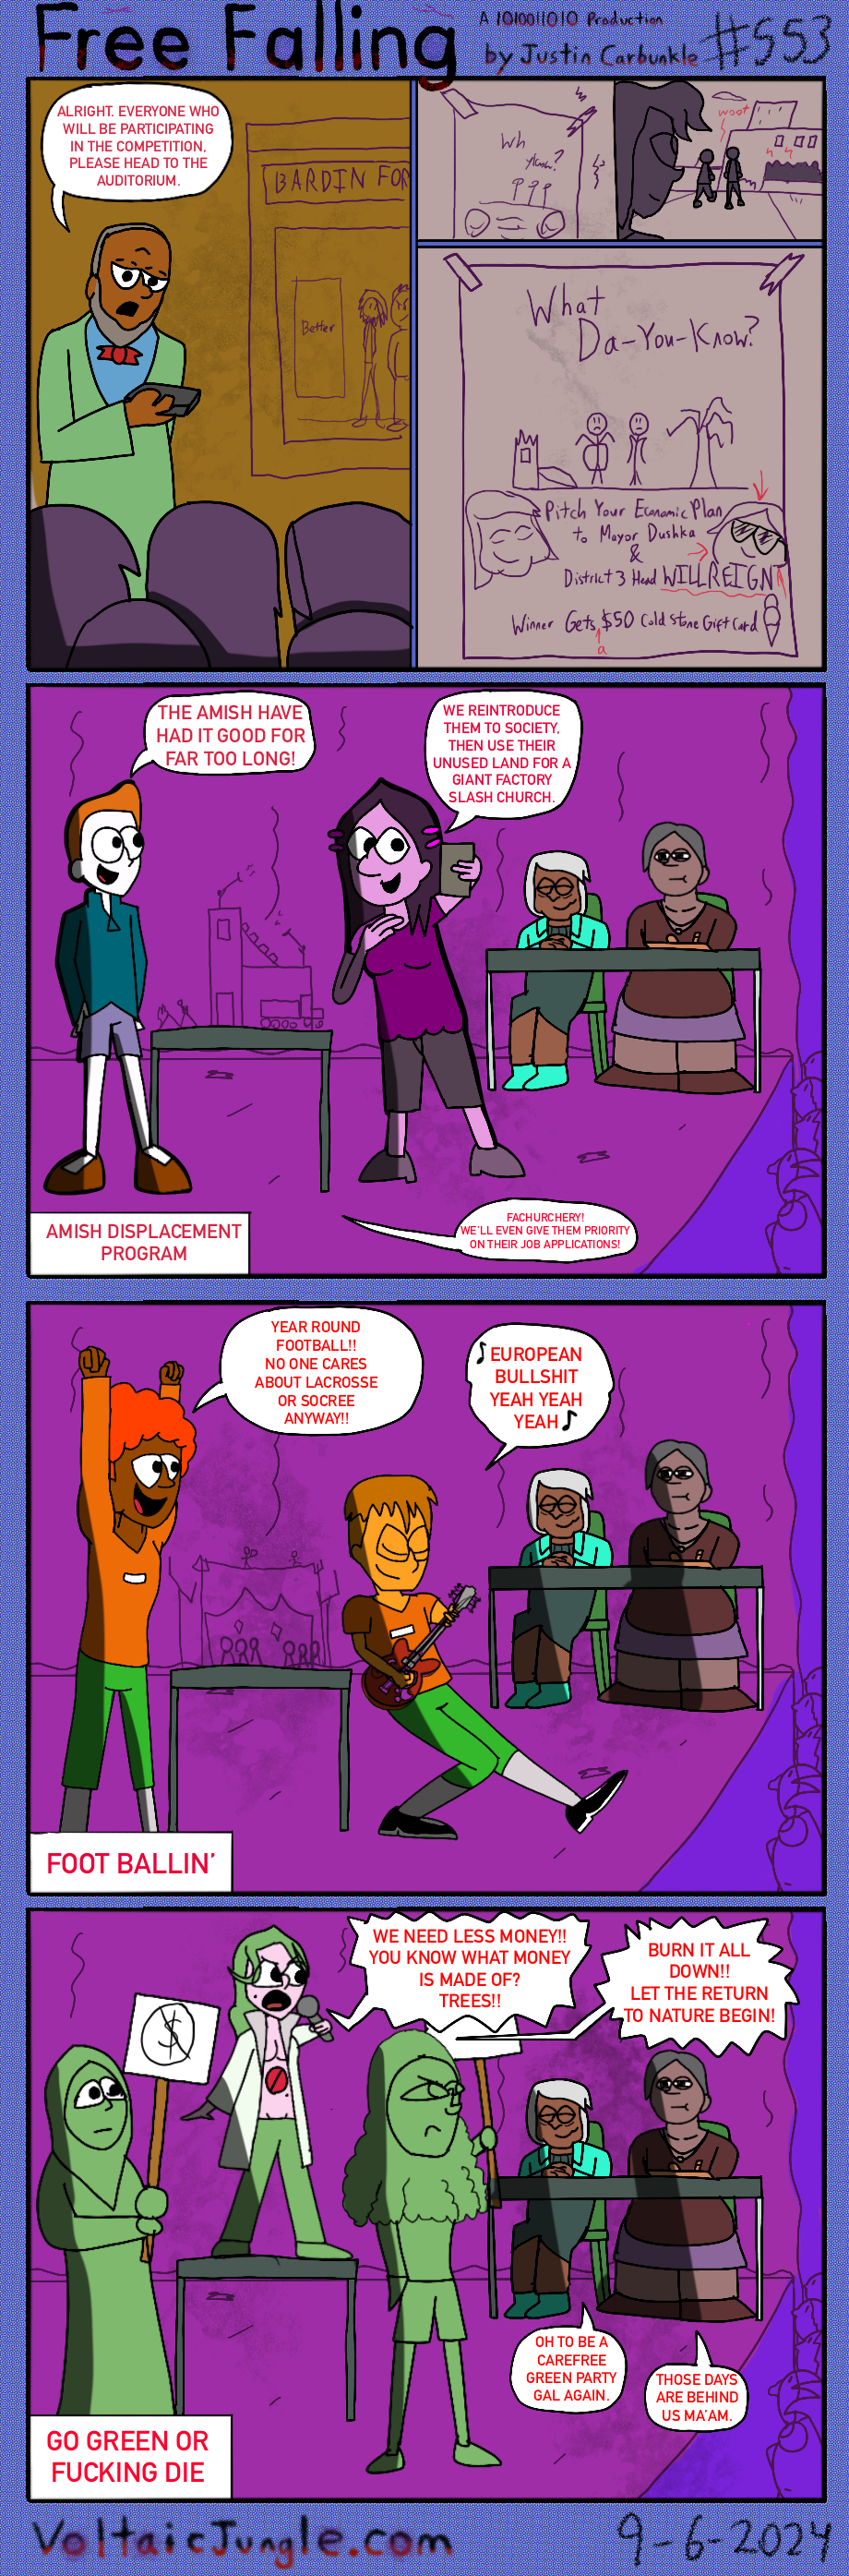 Free Falling
A 1010011010 Production
by Justin Carbunkle
#553
ALRIGHT. EVERYONE WHO
WILL BE PARTICIPATING
IN THE COMPETITION,
PLEASE HEAD TO THE
AUDITORIUM.
BARDIN FOR
Better
Wh
woot
What
Da-You-Know?
Pitch Your Economic Plan
to Mayor Dushka
&
District 3 Head WILLREIGN
Winner Gets $50 Cold Stone Gift Card
a
THE AMISH HAVE
HAD IT GOOD FOR
FAR TOO LONG!
WE REINTRODUCE
THEM TO SOCIETY,
THEN USE THEIR
UNUSED LAND FOR A
GIANT FACTORY
SLASH CHURCH.
FACHURCHERY!
WE'LL EVEN GIVE THEM PRIORITY
ON THEIR JOB APPLICATIONS!
AMISH DISPLACEMENT
PROGRAM
YEAR ROUND
FOOTBALL!!
NO ONE CARES
ABOUT LACROSSE
OR SOCREE
ANYWAY!!
♪EUROPEAN
BULLSHIT
YEAH YEAH
YEAH♪
FOOT BALLIN'
WE NEED LESS MONEY!!
YOU KNOW WHAT MONEY
IS MADE OF?
TREES!!
BURN IT ALL
DOWN!!
LET THE RETURN
TO NATURE BEGIN!
$
OH TO BE A
CAREFREE
GREEN PARTY
GAL AGAIN.
THOSE DAYS
ARE BEHIND
US MA'AM.
GO GREEN OR
FUCKING DIE
VoltaicJungle.com
9-6-2024